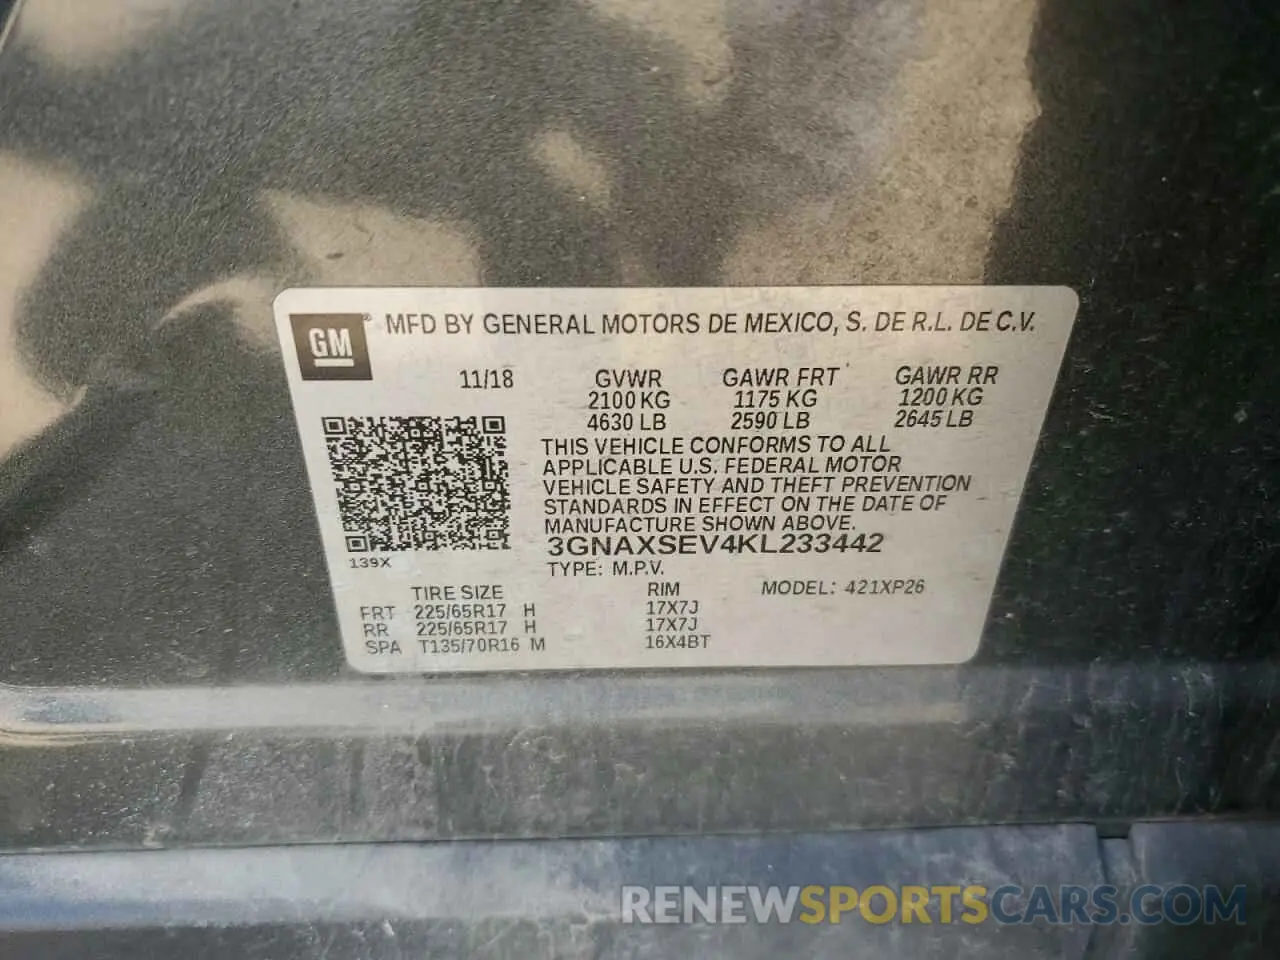 GM
® MFD BY GENERAL MOTORS DE MEXICO, S. DE R.L. DE C.V.
11/18 GVWR GAWR FRT GAWR RR
2100 KG 1175 KG 1200 KG
4630 LB 2590 LB 2645 LB
THIS VEHICLE CONFORMS TO ALL
APPLICABLE U.S. FEDERAL MOTOR
VEHICLE SAFETY AND THEFT PREVENTION
STANDARDS IN EFFECT ON THE DATE OF
MANUFACTURE SHOWN ABOVE.
3GNAXSEV4KL233442
139X
TYPE: M.P.V.
TIRE SIZE RIM MODEL: 421XP26
FRT 225/65R17 H 17X7J
RR 225/65R17 H 17X7J
SPA T135/70R16 M 16X4BT
RENEWSPORTSCARS.COM